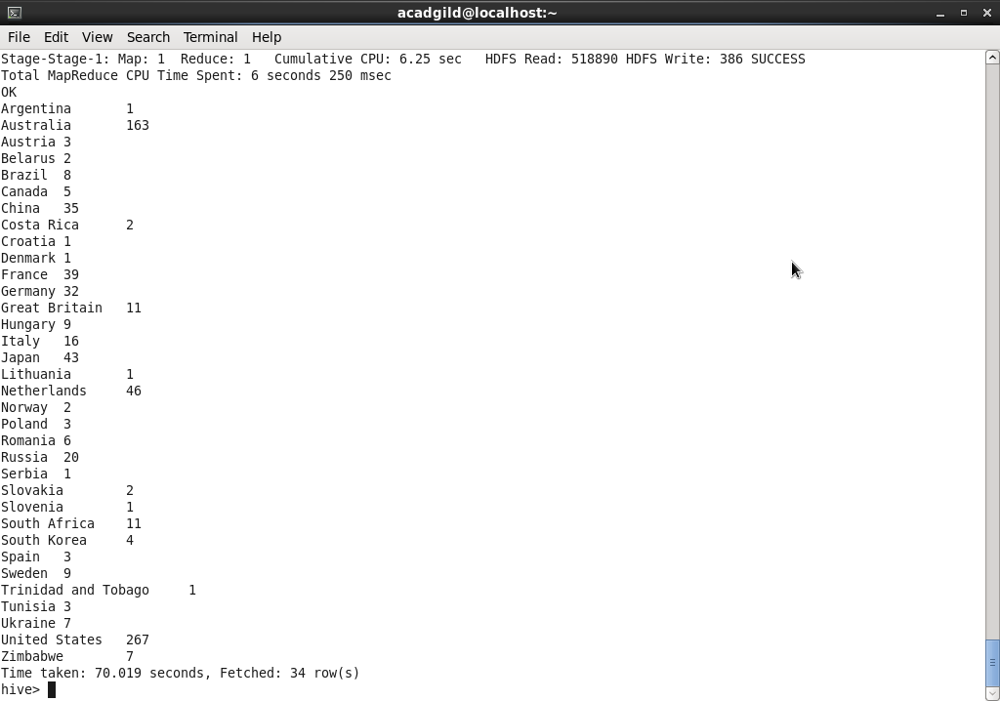 acadgild@localhost:~
File Edit View Search Terminal Help
Stage-Stage-1: Map: 1  Reduce: 1   Cumulative CPU: 6.25 sec   HDFS Read: 518890 HDFS Write: 386 SUCCESS
Total MapReduce CPU Time Spent: 6 seconds 250 msec
OK
Argentina	1
Australia	163
Austria	3
Belarus	2
Brazil	8
Canada	5
China	35
Costa Rica	2
Croatia	1
Denmark	1
France	39
Germany	32
Great Britain	11
Hungary	9
Italy	16
Japan	43
Lithuania	1
Netherlands	46
Norway	2
Poland	3
Romania	6
Russia	20
Serbia	1
Slovakia	2
Slovenia	1
South Africa	11
South Korea	4
Spain	3
Sweden	9
Trinidad and Tobago	1
Tunisia	3
Ukraine	7
United States	267
Zimbabwe	7
Time taken: 70.019 seconds, Fetched: 34 row(s)
hive>